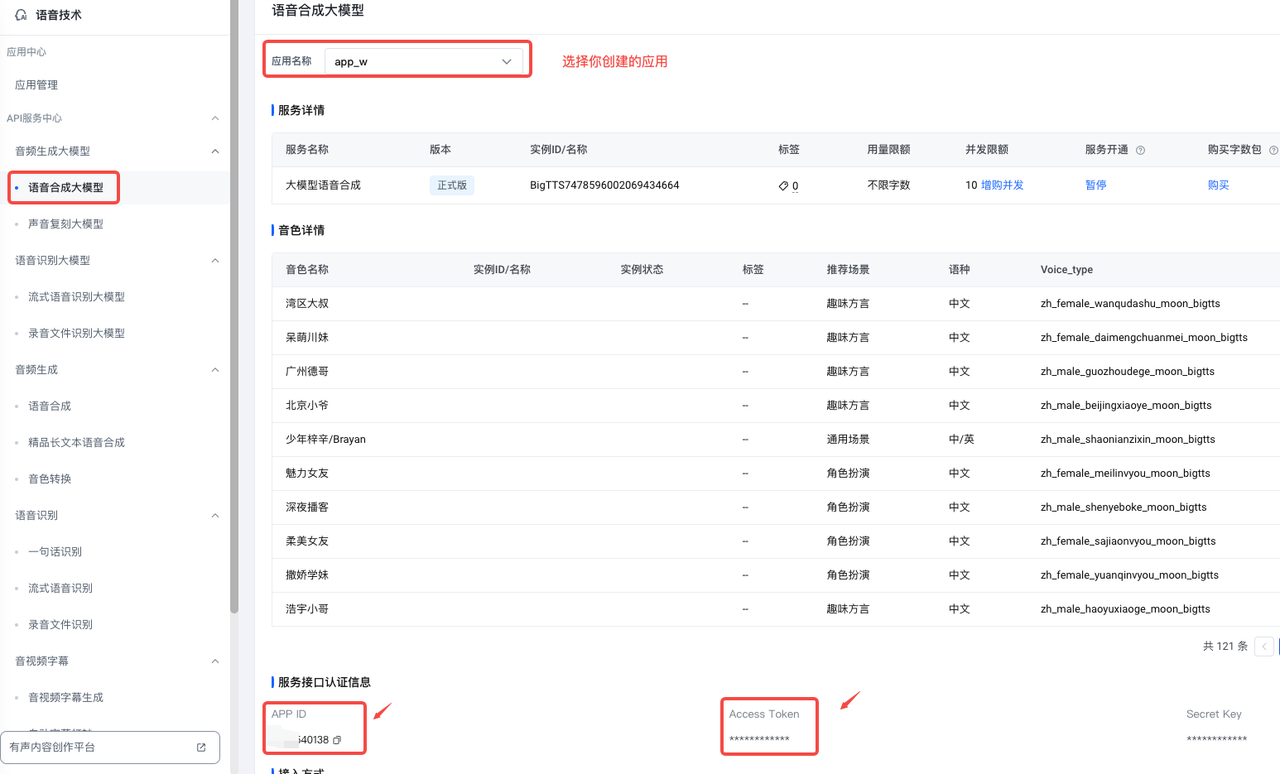 语音技术
应用中心
应用管理
API服务中心
音频生成大模型
语音合成大模型
声音复刻大模型
语音识别大模型
流式语音识别大模型
录音文件识别大模型
音频生成
语音合成
精品长文本语音合成
音色转换
语音识别
一句话识别
流式语音识别
录音文件识别
音视频字幕
音视频字幕生成
有声内容创作平台
语音合成大模型
应用名称 app_w 选择你创建的应用
服务详情
服务名称 版本 实例ID/名称 标签 用量限额 并发限额 服务开通 购买字数包
大模型语音合成 正式版 BigTTS7478596002069434664 0 不限字数 10 增购并发 暂停 购买
音色详情
音色名称 实例ID/名称 实例状态 标签 推荐场景 语种 Voice_type
湾区大叔 -- 趣味方言 中文 zh_female_wanqudashu_moon_bigtts
呆萌川妹 -- 趣味方言 中文 zh_female_daimengchuanmei_moon_bigtts
广州德哥 -- 趣味方言 中文 zh_male_guozhoudege_moon_bigtts
北京小爷 -- 趣味方言 中文 zh_male_beijingxiaoye_moon_bigtts
少年梓辛/Brayan -- 通用场景 中/英 zh_male_shaonianzixin_moon_bigtts
魅力女友 -- 角色扮演 中文 zh_female_meilinvyou_moon_bigtts
深夜播客 -- 角色扮演 中文 zh_male_shenyeboke_moon_bigtts
柔美女友 -- 角色扮演 中文 zh_female_sajiaonvyou_moon_bigtts
撒娇学妹 -- 角色扮演 中文 zh_female_yuanqinvyou_moon_bigtts
浩宇小哥 -- 趣味方言 中文 zh_male_haoyuxiaoge_moon_bigtts
共 121 条
服务接口认证信息
APP ID Access Token Secret Key
540138 ************ ************
接入方式